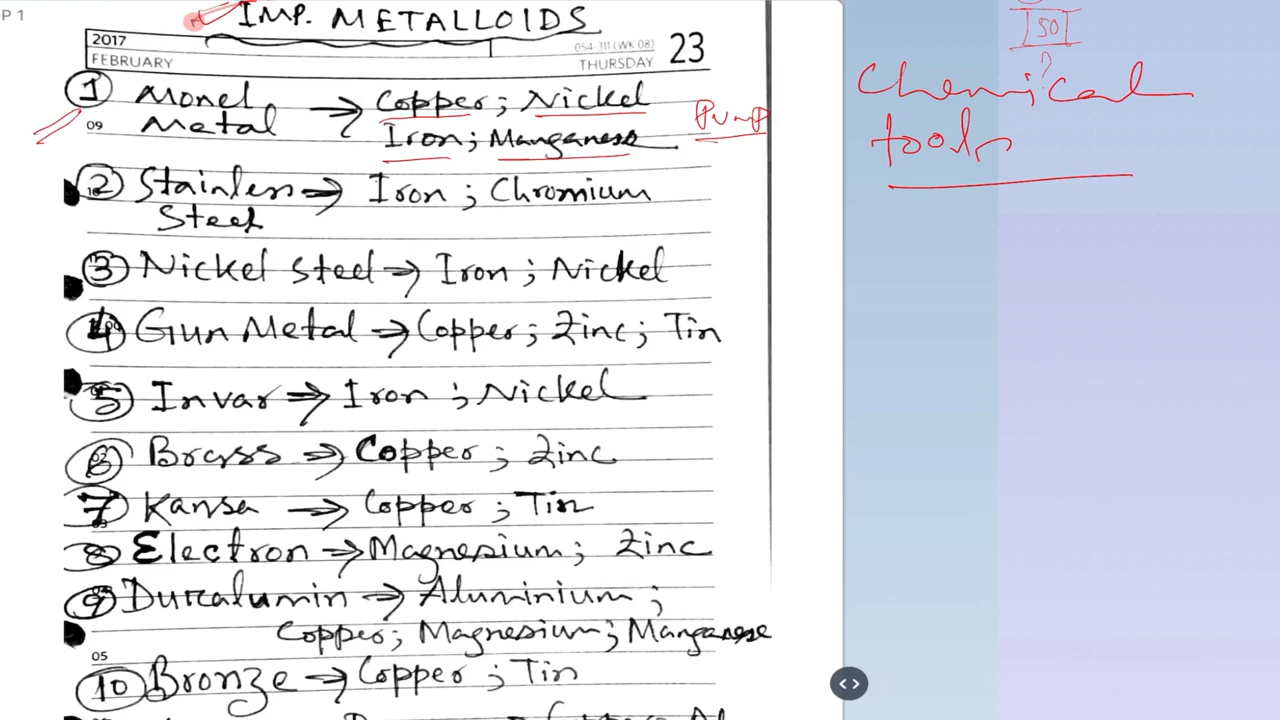 P 1
IMP. METALLOIDS
2017
FEBRUARY
054-311 (WK 08)
THURSDAY
23
1 Monel Metal → Copper; Nickel
Iron; Manganese
Pump
09
2 Stainless Steel → Iron; Chromium
3 Nickel Steel → Iron; Nickel
4 Gun Metal → Copper; Zinc; Tin
5 Invar → Iron; Nickel
6 Brass → Copper; Zinc
7 Kansa → Copper; Tin
8 Electron → Magnesium; Zinc
9 Duralumin → Aluminium;
Copper; Magnesium; Manganese
05
10 Bronze → Copper; Tin
50
?
Chemical
tools